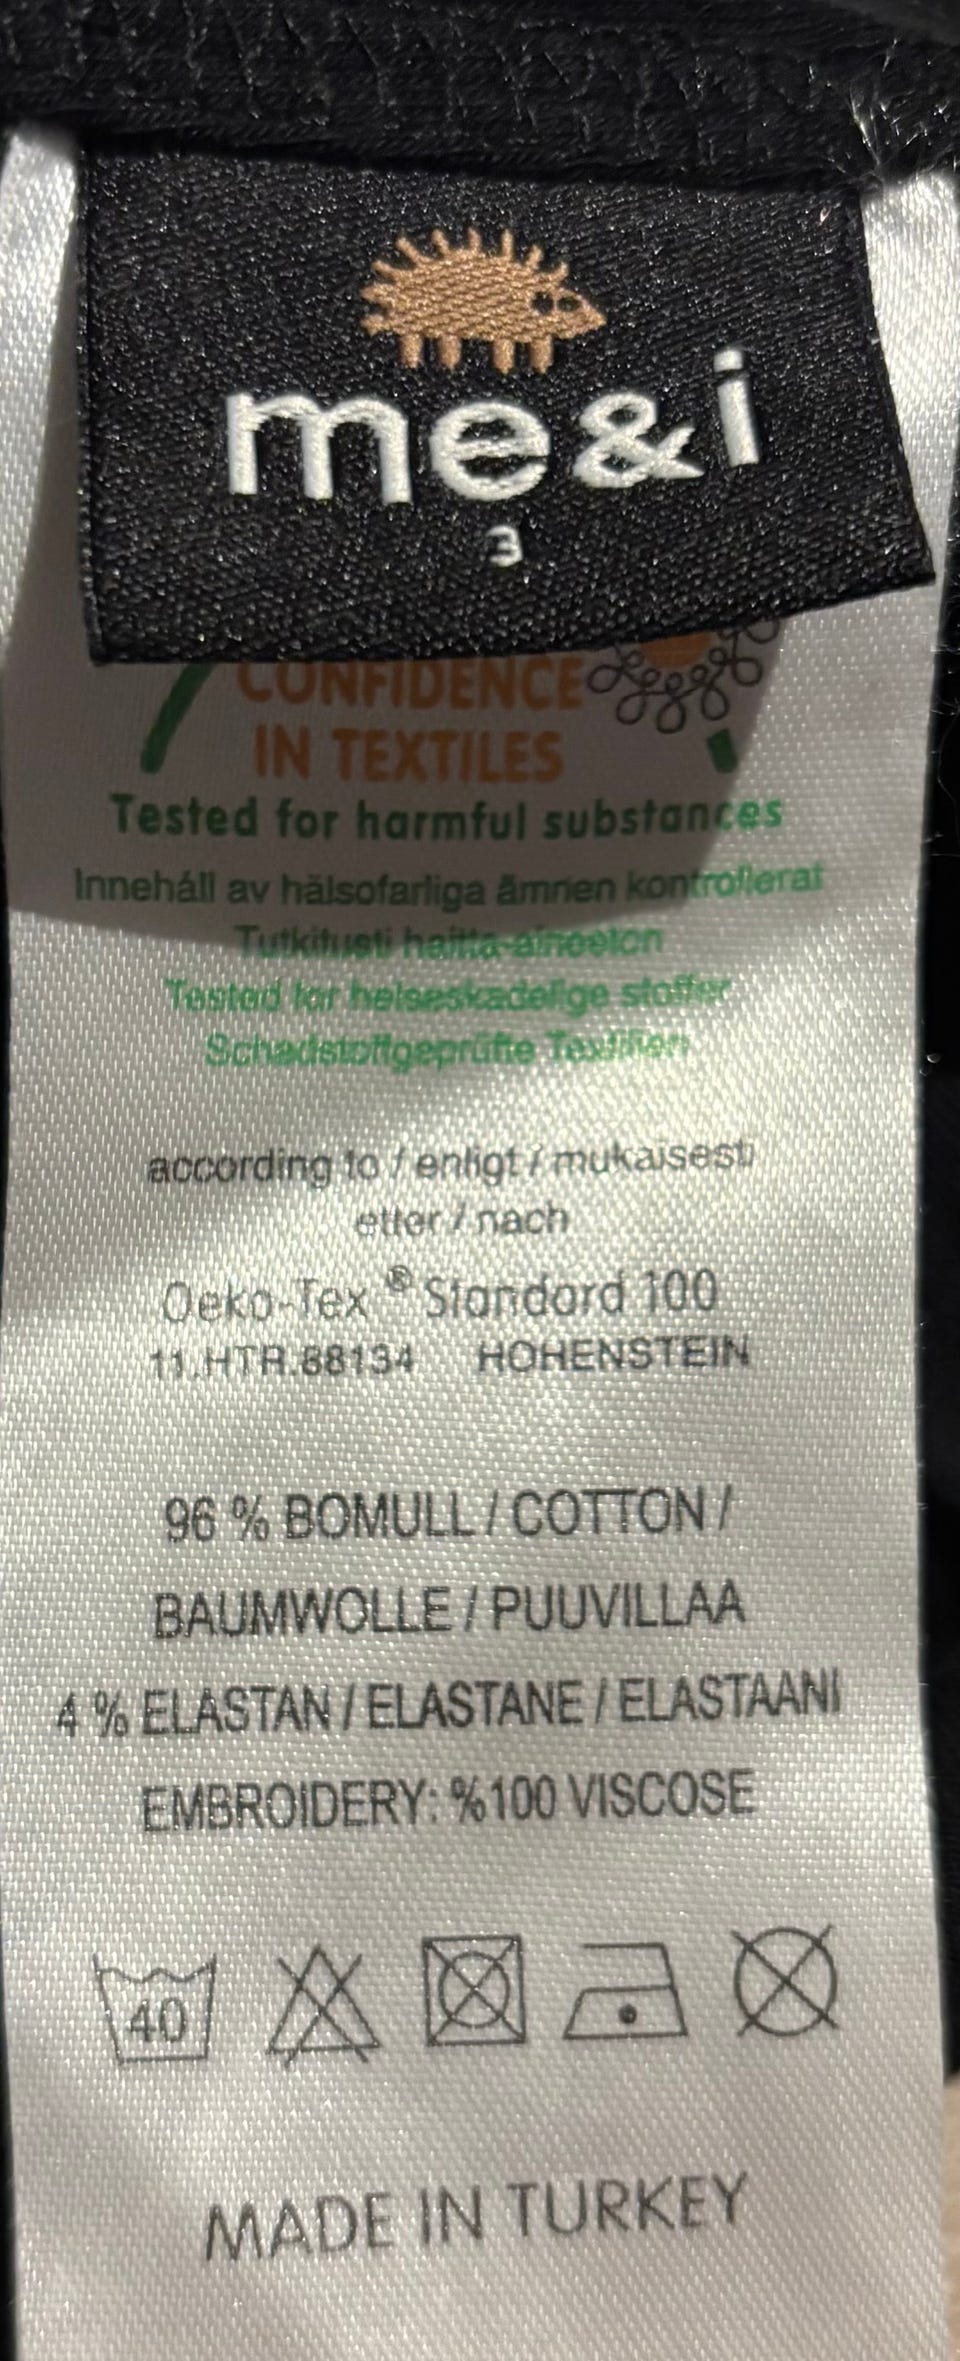 me&i
3
CONFIDENCE
IN TEXTILES
Tested for harmful substances
Innehåll av hälsofarliga ämnen kontrollerat
Tutkitusti haitta-aineeton
Tested for helseskadelige stoffer
Schadstoffgeprüfte Textilien
according to / enligt / mukaisesti
etter / nach
Oeko-Tex ® Standard 100
11.HTR.88134 HOHENSTEIN
96 % BOMULL / COTTON /
BAUMWOLLE / PUUVILLAA
4 % ELASTAN / ELASTANE / ELASTAANI
EMBROIDERY: %100 VISCOSE
40
MADE IN TURKEY